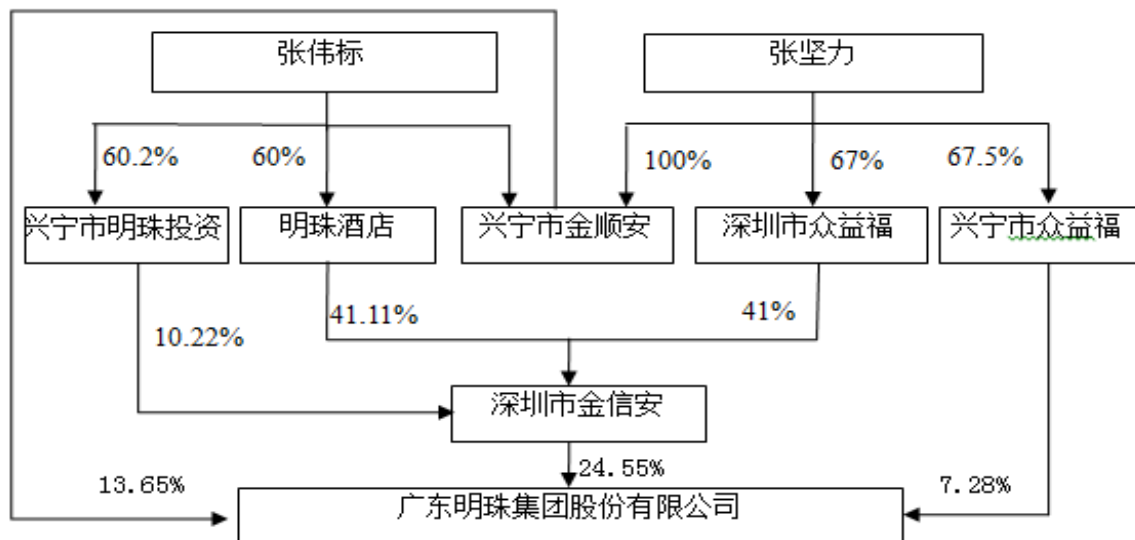 张伟标
张坚力
60.2%
60%
100%
67%
67.5%
兴宁市明珠投资
明珠酒店
兴宁市金顺安
深圳市众益福
兴宁市众益福
10.22%
41.11%
41%
深圳市金信安
13.65%
24.55%
7.28%
广东明珠集团股份有限公司